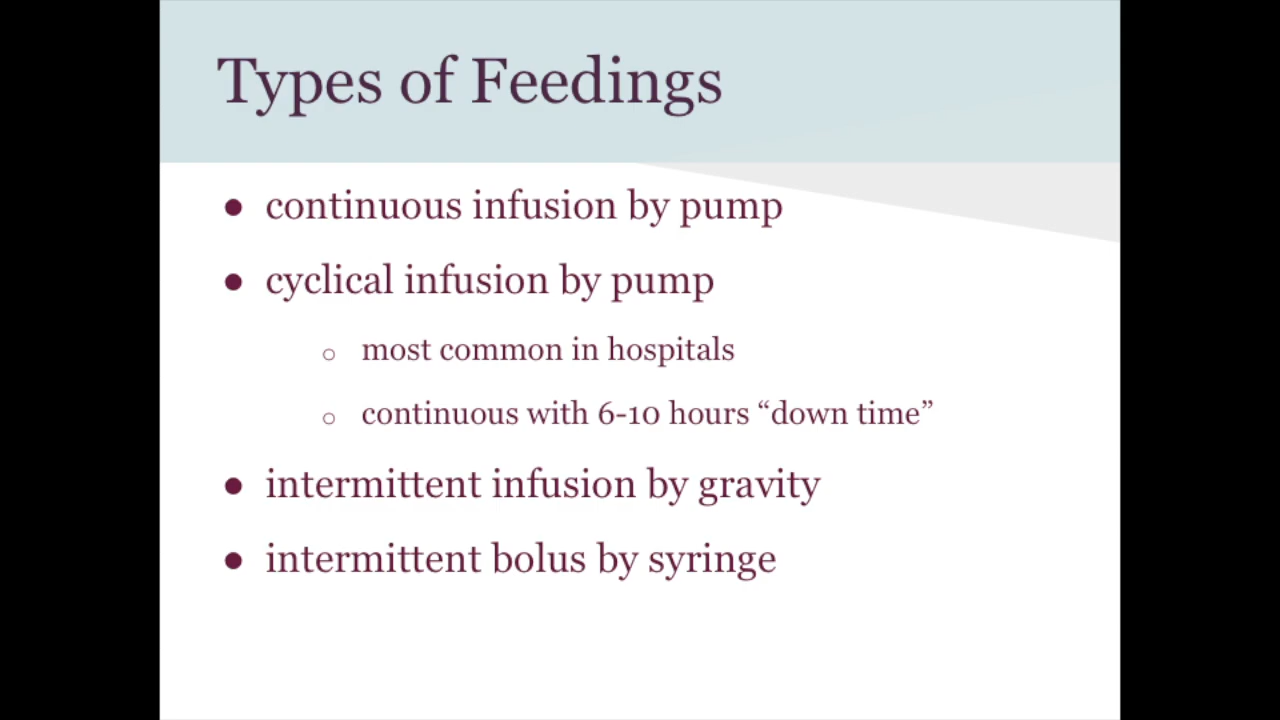 Types of Feedings
● continuous infusion by pump
● cyclical infusion by pump
○ most common in hospitals
○ continuous with 6-10 hours “down time”
● intermittent infusion by gravity
● intermittent bolus by syringe